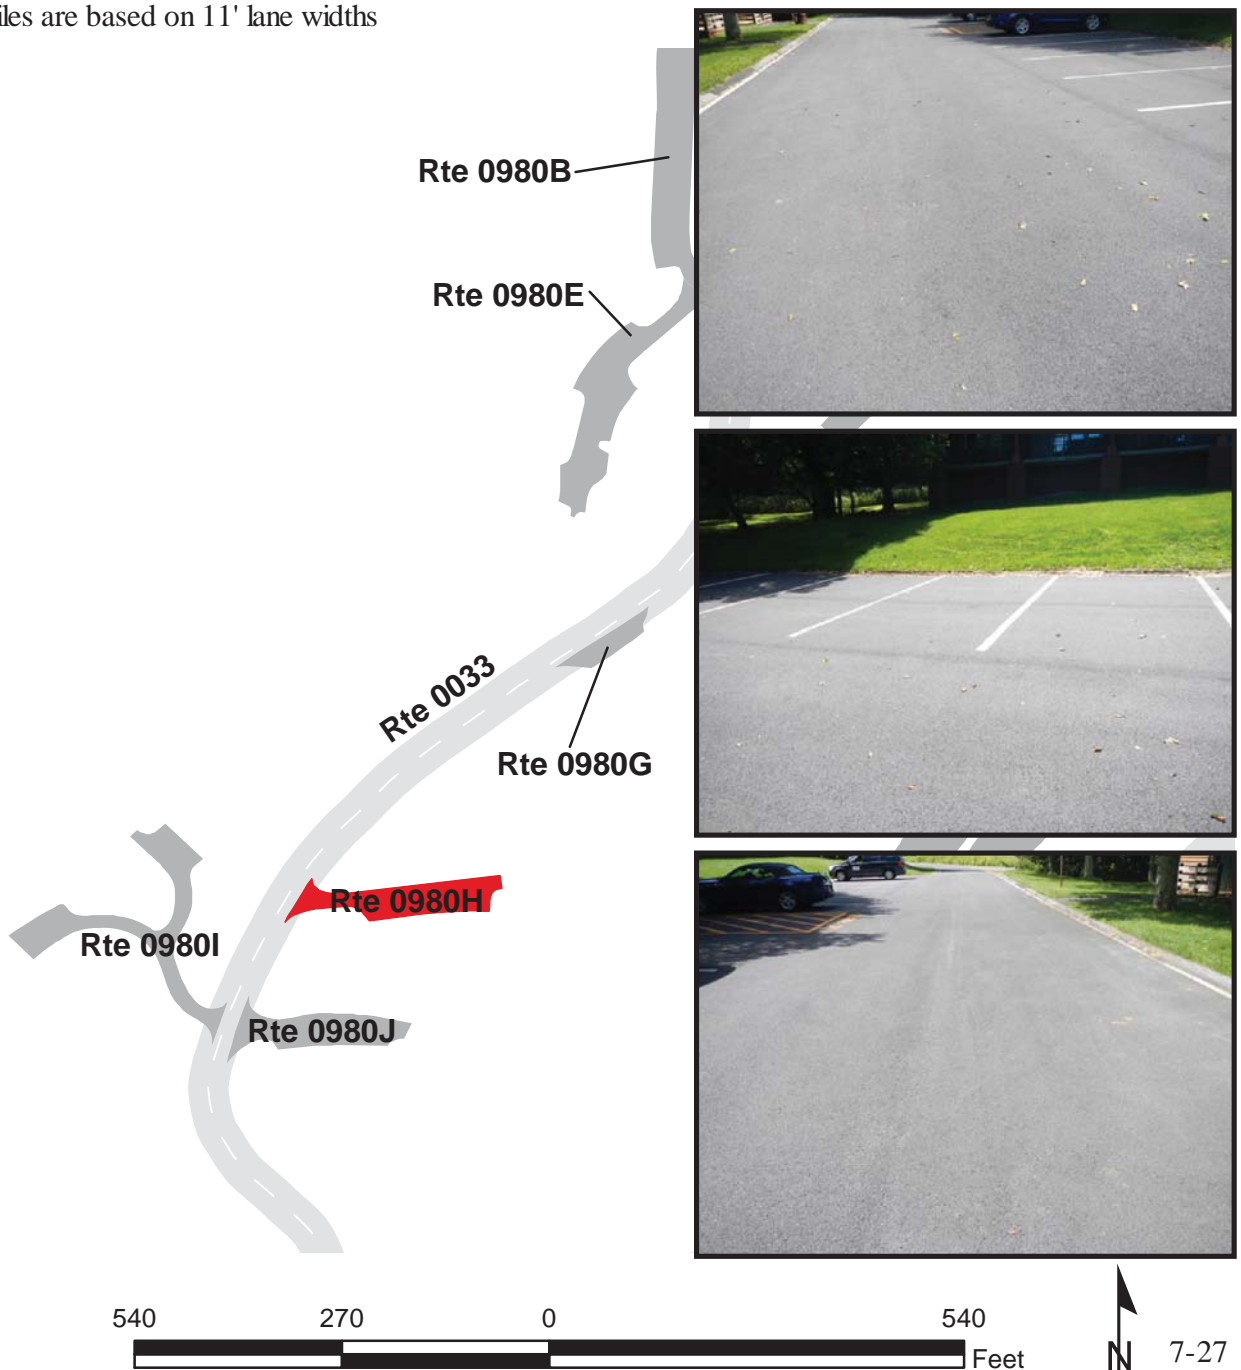 are based on 11' lane widths
Rte 0980B
Rte 0980E
Rte 0033
Rte 0980G
Rte 0980H
Rte 0980I
Rte 0980J
540 270 0 540
Feet
N 7-27